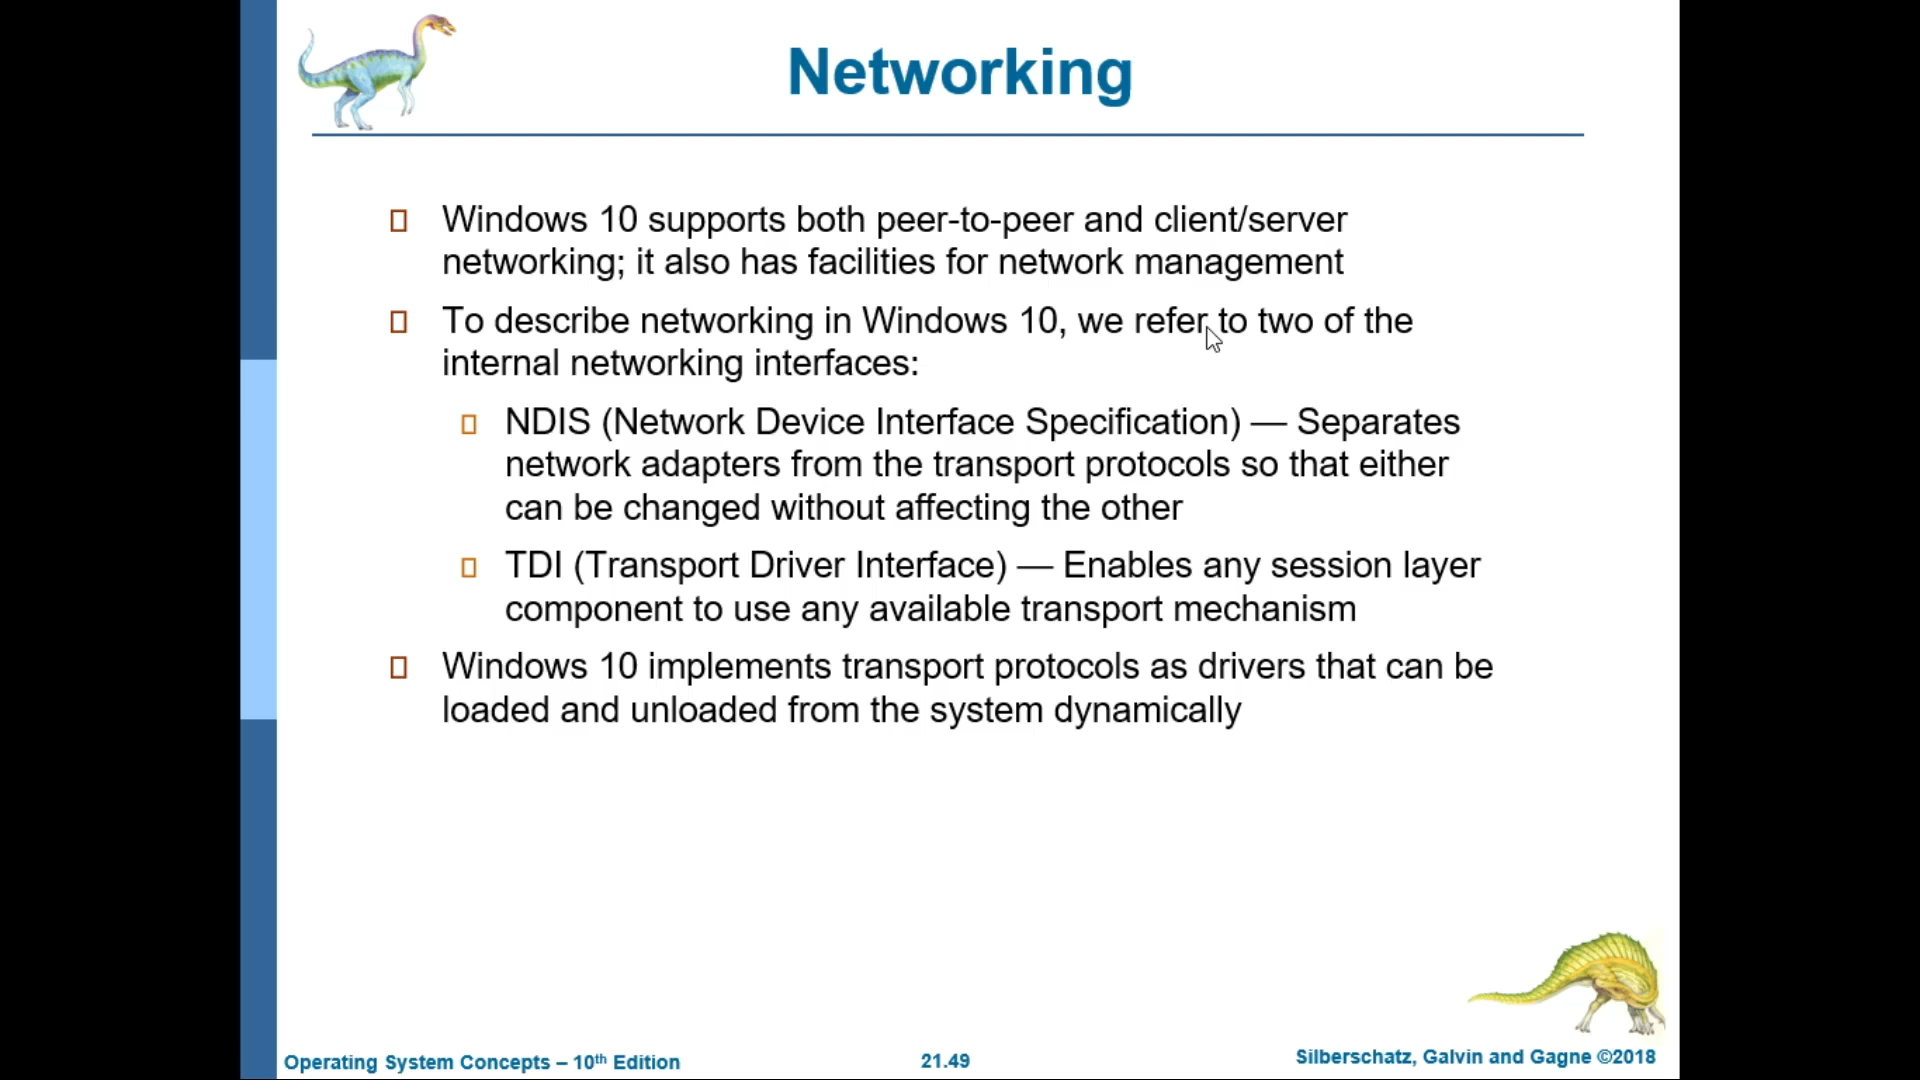 Networking
Windows 10 supports both peer-to-peer and client/server
networking; it also has facilities for network management
To describe networking in Windows 10, we refer to two of the
internal networking interfaces:
NDIS (Network Device Interface Specification) — Separates
network adapters from the transport protocols so that either
can be changed without affecting the other
TDI (Transport Driver Interface) — Enables any session layer
component to use any available transport mechanism
Windows 10 implements transport protocols as drivers that can be
loaded and unloaded from the system dynamically
Operating System Concepts – 10th Edition
21.49
Silberschatz, Galvin and Gagne ©2018